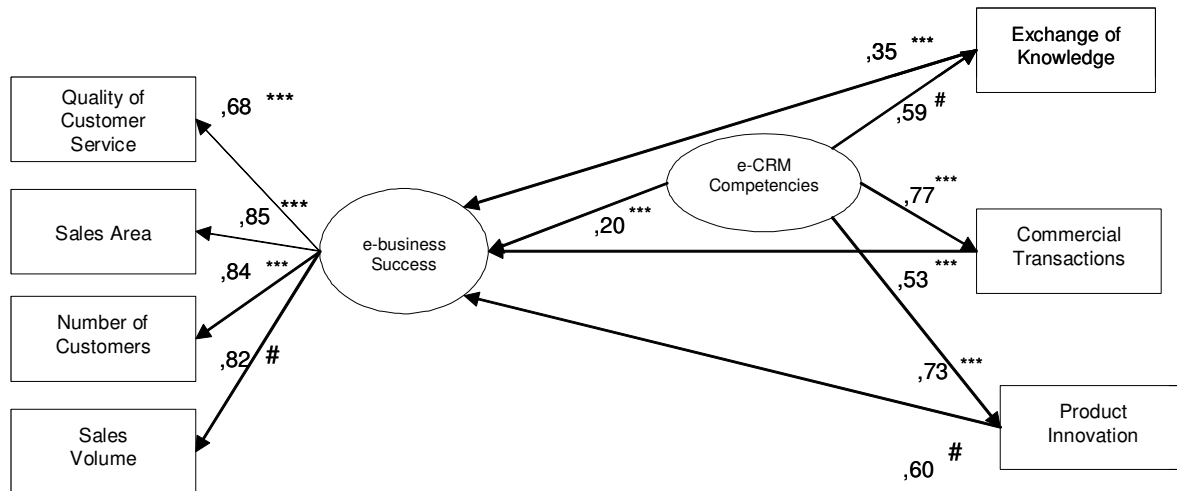 Exchange of
Knowledge
,35 ***
Quality of
Customer
Service
,68 ***
,59 #
e-CRM
Competencies
,77 ***
Sales Area
,85 ***
,20 ***
e-business
Success
Commercial
Transactions
,84 ***
,53 ***
Number of
Customers
,82 #
,73 ***
Product
Innovation
Sales
Volume
,60 #